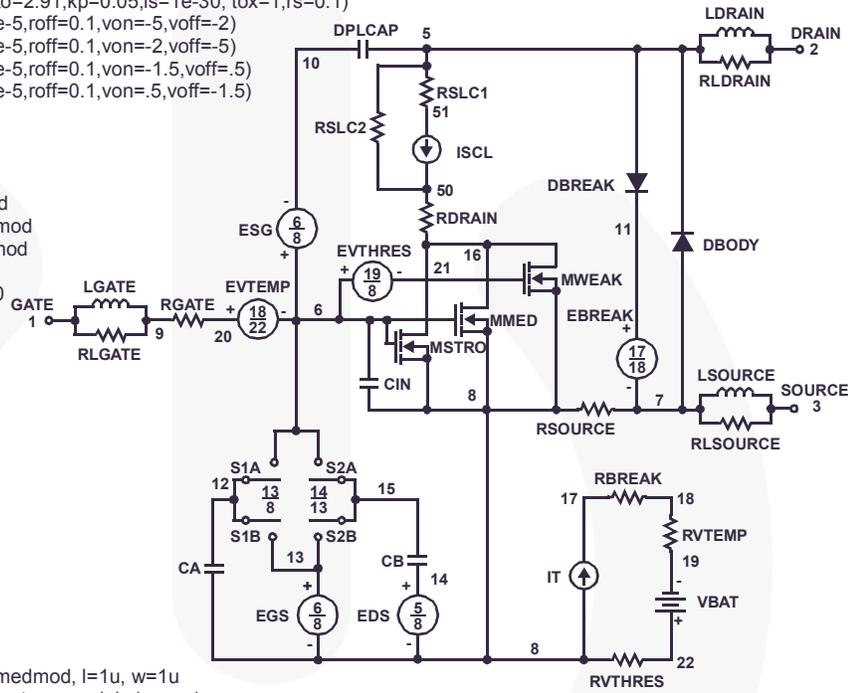 to=2.91,kp=0.05,is=1e-30, tox=1,rs=0.1)
e-5,roff=0.1,von=-5,voff=-2)
e-5,roff=0.1,von=-2,voff=-5)
e-5,roff=0.1,von=-1.5,voff=.5)
e-5,roff=0.1,von=.5,voff=-1.5)
d
mod
mod
0
LDRAIN
DPLCAP 5 DRAIN
10 2
RLDRAIN
RSLC1
51
RSLC2
ISCL
50
DBREAK
-
RDRAIN
ESG 6/8
11
DBODY
+
EVTHRES
16
+ 19/8 - 21
MWEAK
LGATE EVTEMP
GATE RGATE + 18/22 - 6
EBREAK
1
+
MMED
9 20
RLGATE
MSTRO
17/18
-
LSOURCE
CIN
SOURCE
8 7
3
RSOURCE
RLSOURCE
S1A S2A
12 13/8 14/13 15
S1B S2B
RBREAK
17 18
RVTEMP
13
CA CB
19
14
IT
-
+ +
VBAT
EGS 6/8 EDS 5/8
+
- -
8
22
RVTHRES
medmod, l=1u, w=1u